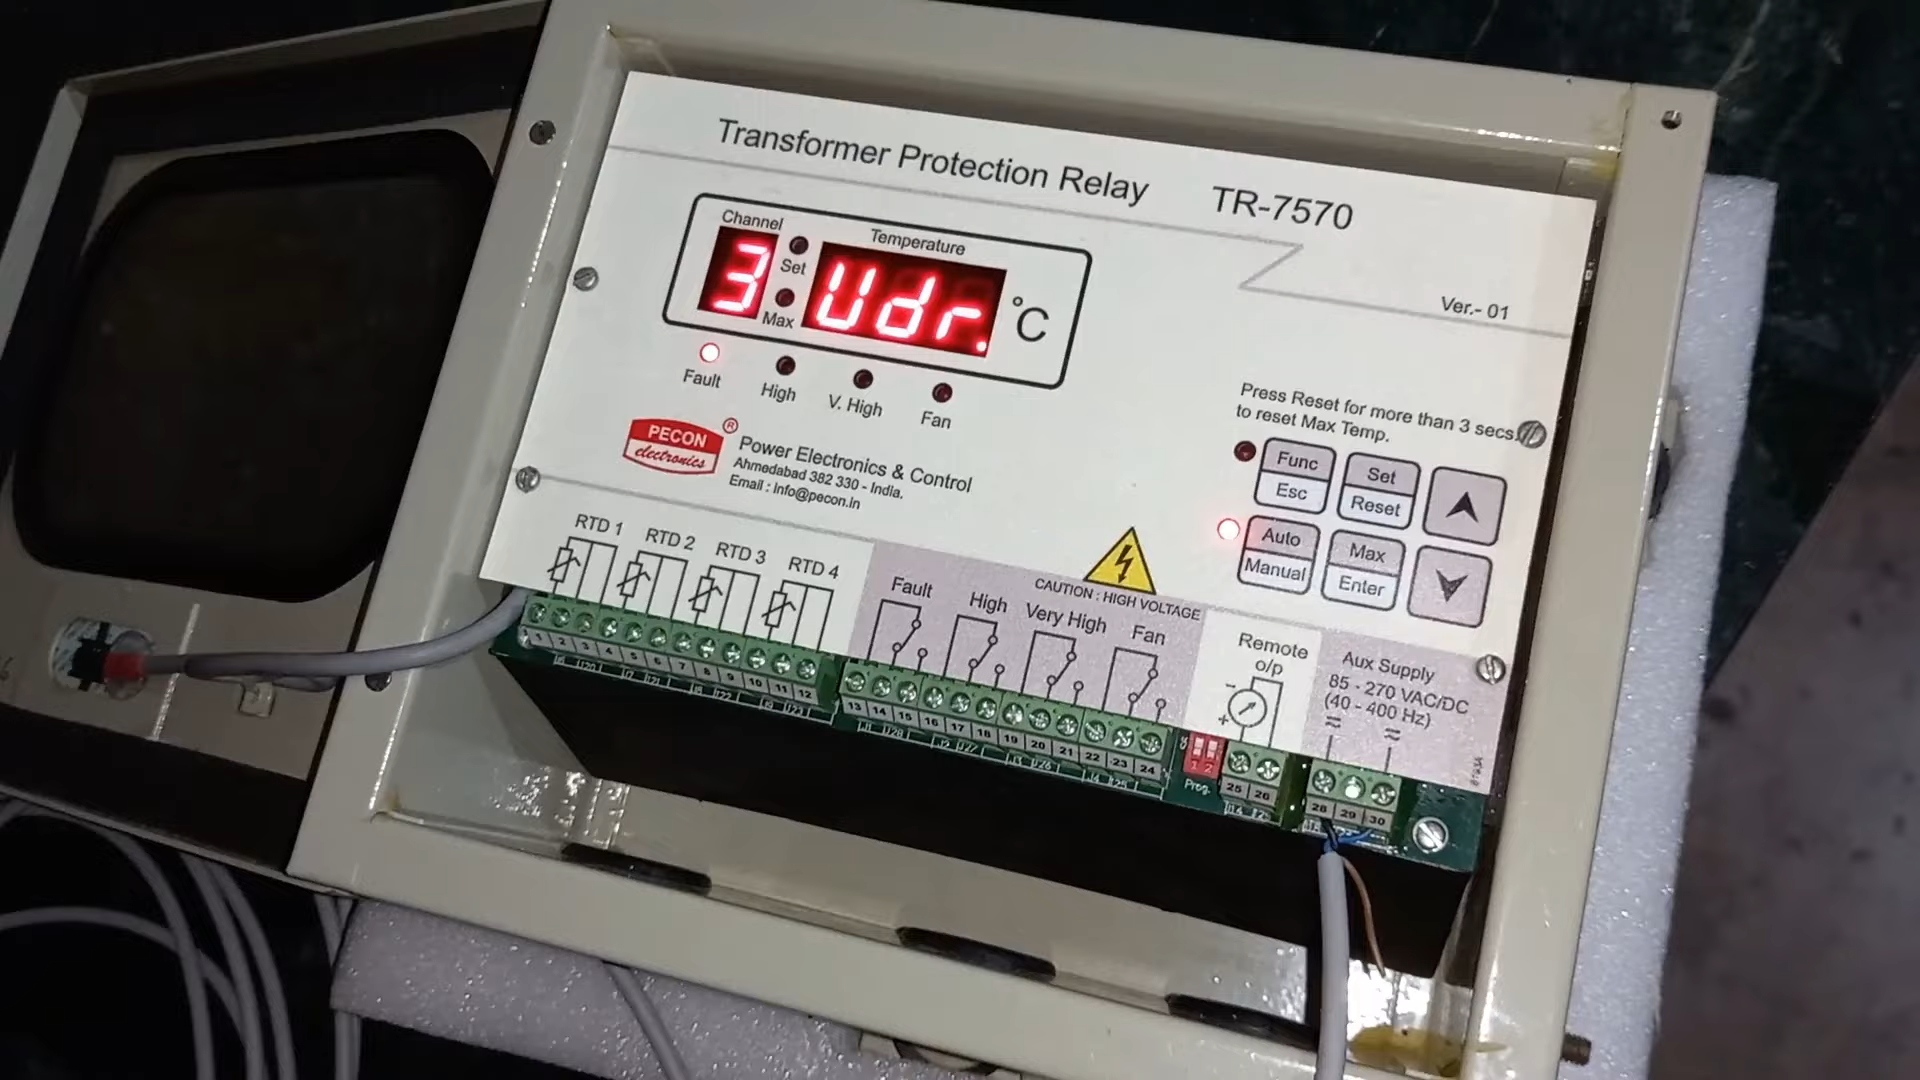 Transformer Protection Relay TR-7570
Channel
Set
Max
Temperature
3 Udr.
°C
Ver.- 01
Fault
High
V. High
Fan
PECON ®
electronics
Power Electronics & Control
Ahmedabad 382 330 - India.
Email : Info@pecon.in
Press Reset for more than 3 secs.
to reset Max Temp.
Func
Esc
Set
Reset
Auto
Manual
Max
Enter
RTD 1
RTD 2
RTD 3
RTD 4
Fault
High
Very High
Fan
CAUTION : HIGH VOLTAGE
Remote
o/p
- +
Aux Supply
85 - 270 VAC/DC
(40 - 400 Hz)
1 2 3 4 5 6 7 8 9 10 11 12
13 14 15 16 17 18 19 20 21 22 23 24
1 2
Prog.
25 26
28 29 30